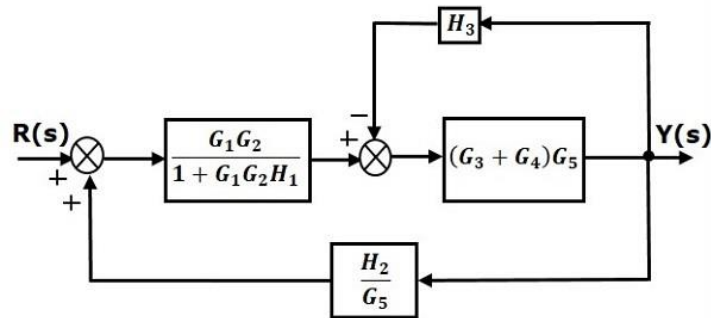 H₃
−
R(s)
+
+
G₁G₂
1 + G₁G₂H₁
+
(G₃ + G₄)G₅
Y(s)
H₂
G₅